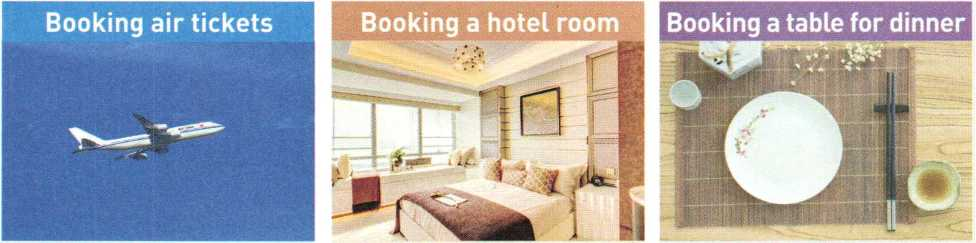 Booking air tickets
Booking a hotel room
Booking a table for dinner